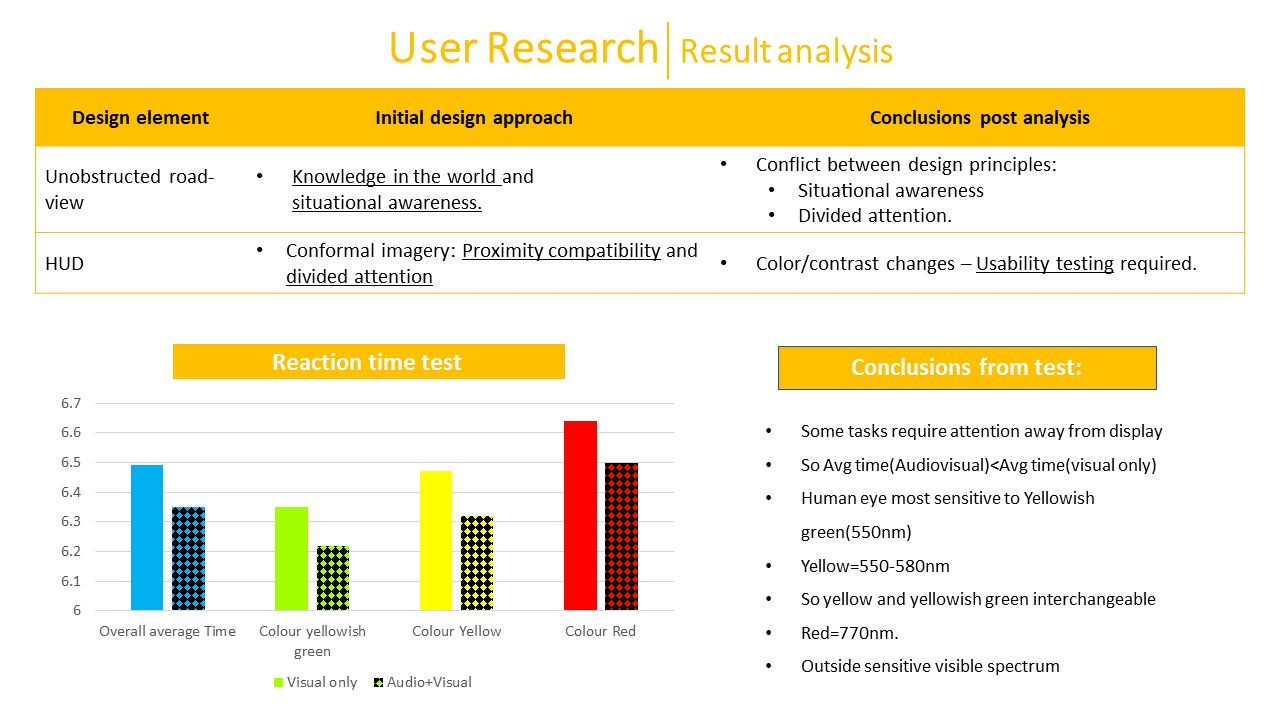 User Research Result analysis
Design element Initial design approach Conclusions post analysis
Unobstructed road-
view
• Knowledge in the world and
situational awareness.
• Conflict between design principles:
• Situational awareness
• Divided attention.
HUD
• Conformal imagery: Proximity compatibility and
divided attention
• Color/contrast changes – Usability testing required.
Reaction time test
6.7
6.6
6.5
6.4
6.3
6.2
6.1
6
Overall average Time
Colour yellowish
green
Colour Yellow
Colour Red
Visual only
Audio+Visual
Conclusions from test:
• Some tasks require attention away from display
• So Avg time(Audiovisual)<Avg time(visual only)
• Human eye most sensitive to Yellowish
green(550nm)
• Yellow=550-580nm
• So yellow and yellowish green interchangeable
• Red=770nm.
• Outside sensitive visible spectrum